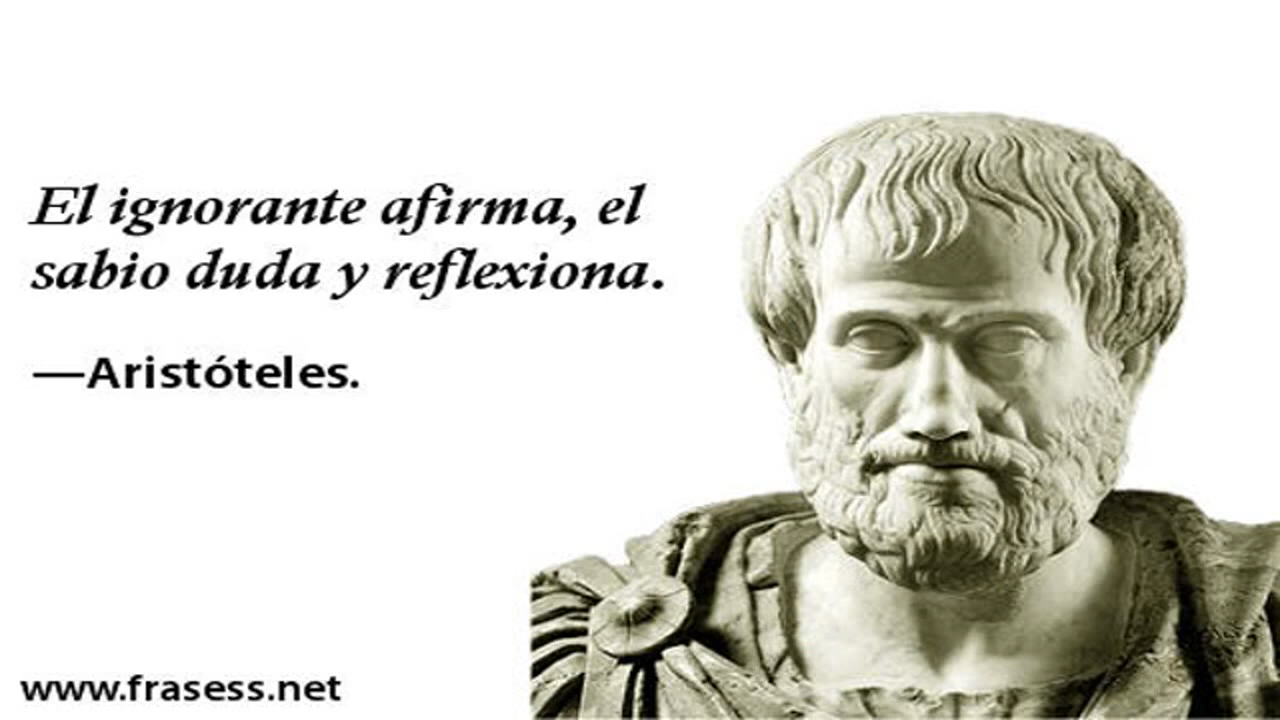 El ignorante afirma, el
sabio duda y reflexiona.
—Aristóteles.
www.frasess.net